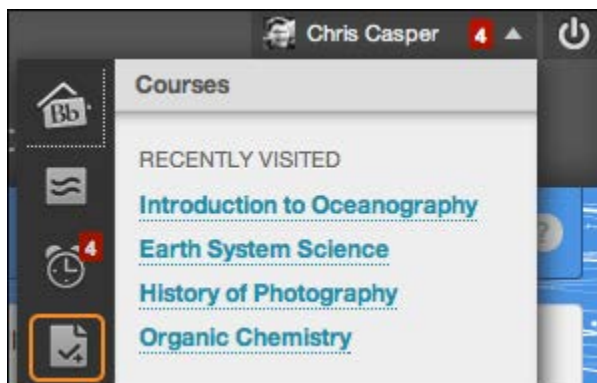 Chris Casper 4
Bb
Courses
RECENTLY VISITED
Introduction to Oceanography
4
Earth System Science
?
History of Photography
Organic Chemistry